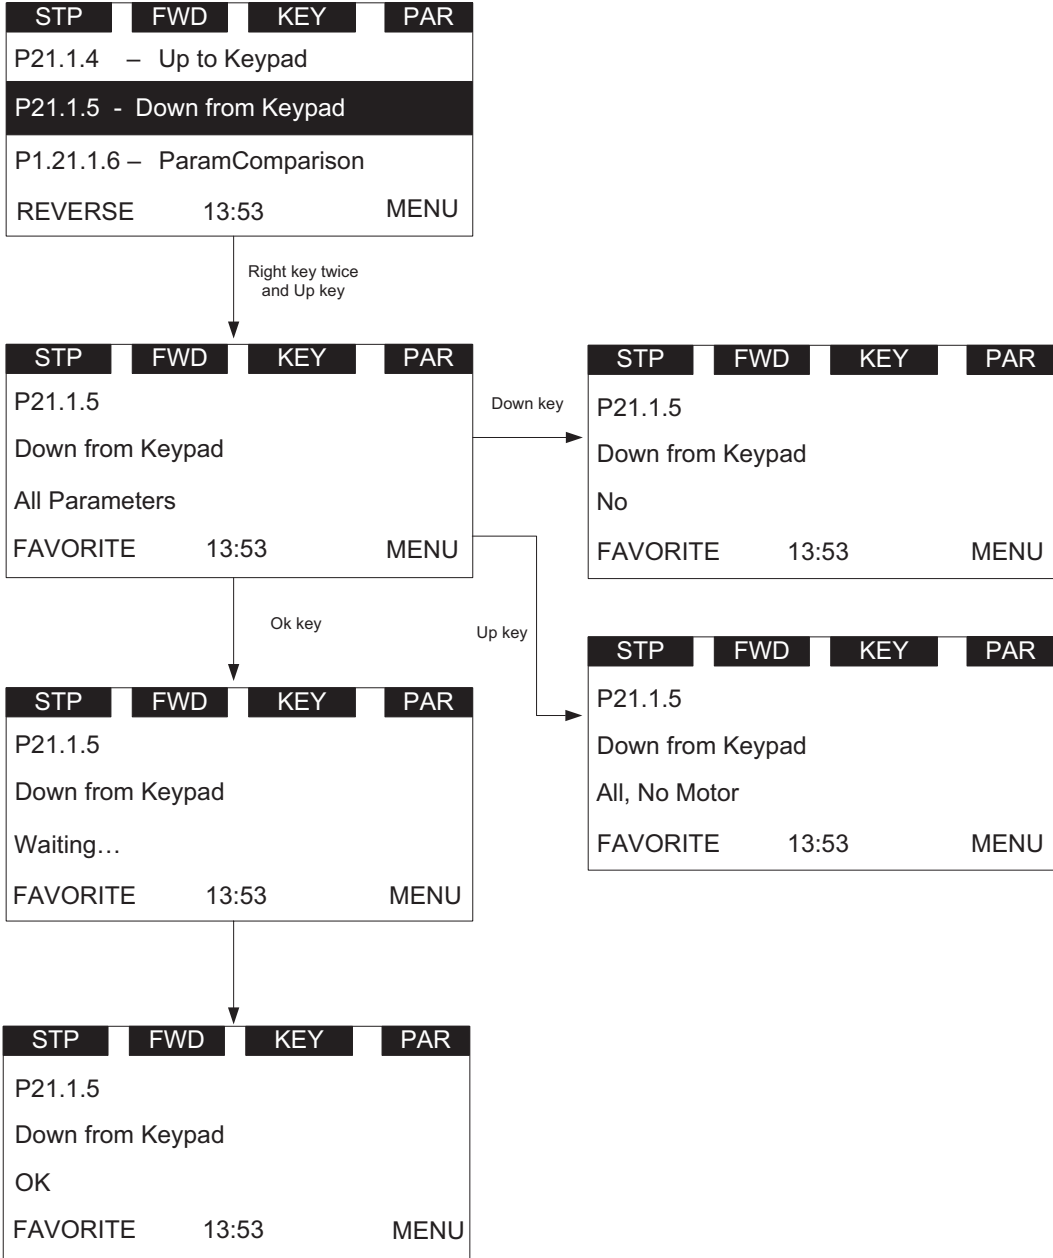 STP FWD KEY PAR
P21.1.4 – Up to Keypad
P21.1.5 - Down from Keypad
P1.21.1.6 – ParamComparison
REVERSE 13:53 MENU
Right key twice
and Up key
STP FWD KEY PAR
P21.1.5
Down from Keypad
All Parameters
FAVORITE 13:53 MENU
Down key
STP FWD KEY PAR
P21.1.5
Down from Keypad
No
FAVORITE 13:53 MENU
Up key
STP FWD KEY PAR
P21.1.5
Down from Keypad
All, No Motor
FAVORITE 13:53 MENU
Ok key
STP FWD KEY PAR
P21.1.5
Down from Keypad
Waiting…
FAVORITE 13:53 MENU
STP FWD KEY PAR
P21.1.5
Down from Keypad
OK
FAVORITE 13:53 MENU